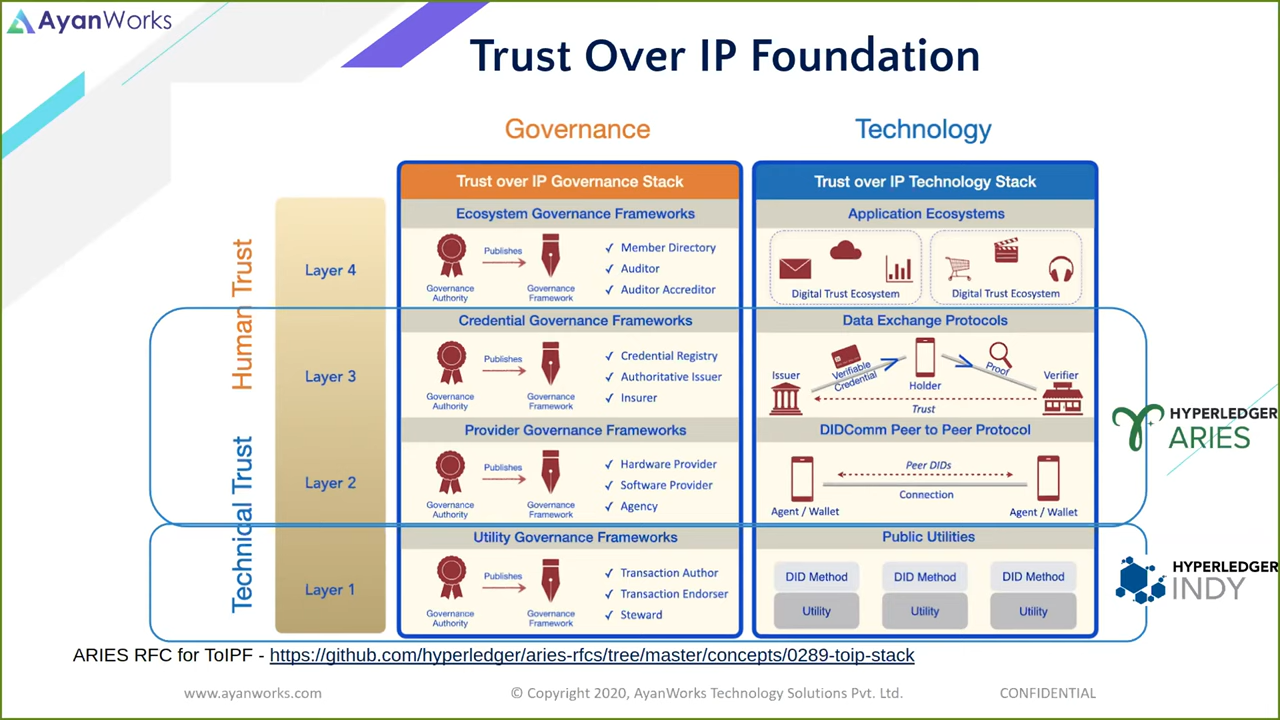 AyanWorks
Trust Over IP Foundation
Governance
Technology
Human Trust
Technical Trust
Layer 4
Layer 3
Layer 2
Layer 1
Trust over IP Governance Stack
Ecosystem Governance Frameworks
Publishes
Governance
Authority
Governance
Framework
✓ Member Directory
✓ Auditor
✓ Auditor Accreditor
Credential Governance Frameworks
Publishes
Governance
Authority
Governance
Framework
✓ Credential Registry
✓ Authoritative Issuer
✓ Insurer
Provider Governance Frameworks
Publishes
Governance
Authority
Governance
Framework
✓ Hardware Provider
✓ Software Provider
✓ Agency
Utility Governance Frameworks
Publishes
Governance
Authority
Governance
Framework
✓ Transaction Author
✓ Transaction Endorser
✓ Steward
Trust over IP Technology Stack
Application Ecosystems
Digital Trust Ecosystem
Digital Trust Ecosystem
Data Exchange Protocols
Issuer
Verifiable
Credential
Holder
Proof
Verifier
Trust
DIDComm Peer to Peer Protocol
Peer DIDs
Connection
Agent / Wallet
Agent / Wallet
Public Utilities
DID Method
DID Method
DID Method
Utility
Utility
Utility
HYPERLEDGER
ARIES
HYPERLEDGER
INDY
ARIES RFC for ToIPF - https://github.com/hyperledger/aries-rfcs/tree/master/concepts/0289-toip-stack
www.ayanworks.com
© Copyright 2020, AyanWorks Technology Solutions Pvt. Ltd.
CONFIDENTIAL